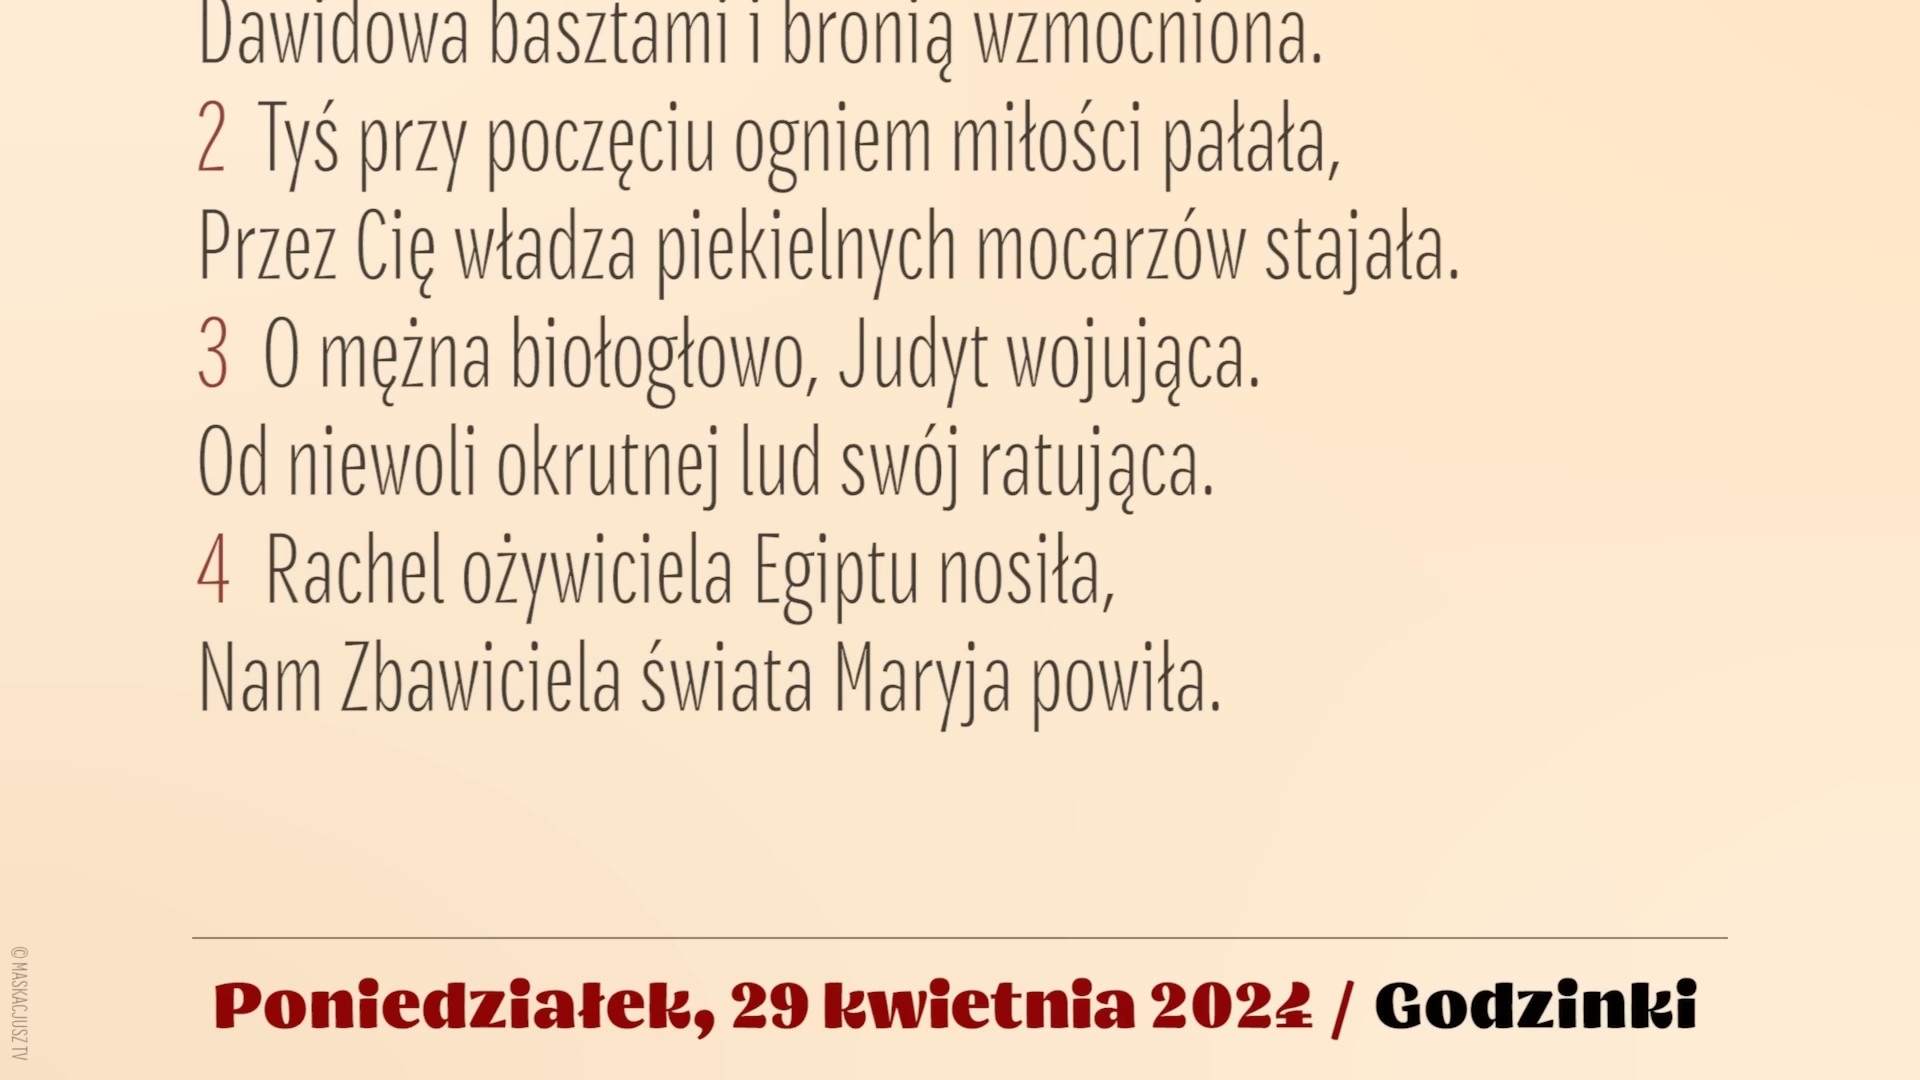 Dawidowa basztami i bronią wzmocniona.
2 Tyś przy poczęciu ogniem miłości pałała,
Przez Cię władza piekielnych mocarzów stajała.
3 O mężna biołogłowo, Judyt wojująca.
Od niewoli okrutnej lud swój ratująca.
4 Rachel ożywiciela Egiptu nosiła,
Nam Zbawiciela świata Maryja powiła.
Poniedziałek, 29 kwietnia 2024 / Godzinki
© MASKACJUSZ TV